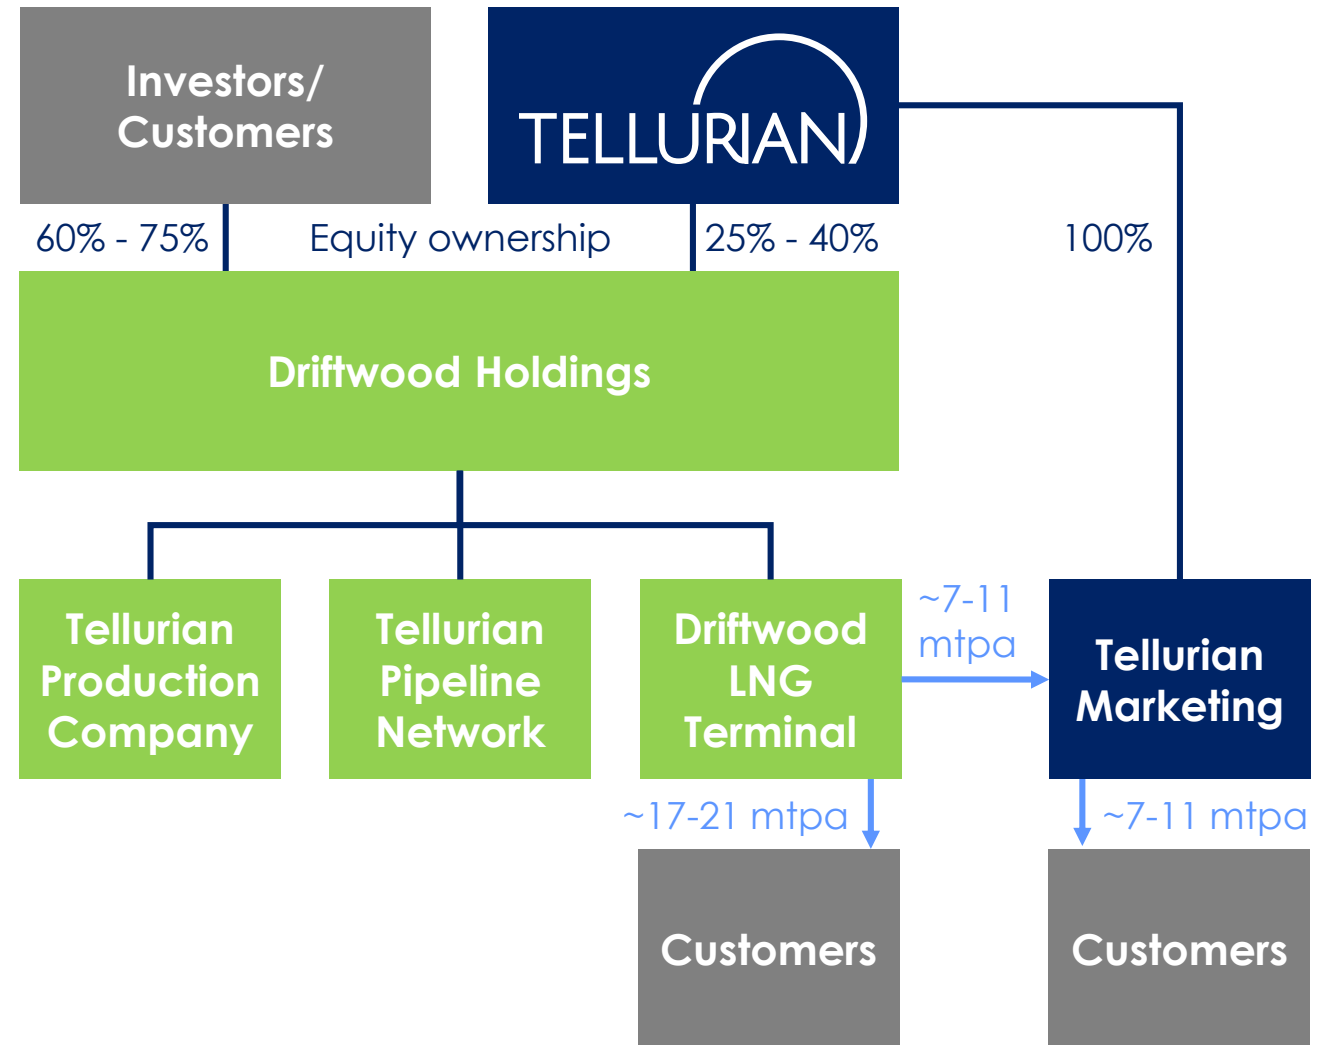 Investors/
Customers
TELLURIAN
60% - 75%
Equity ownership
25% - 40%
100%
Driftwood Holdings
Tellurian
Production
Company
Tellurian
Pipeline
Network
Driftwood
LNG
Terminal
~7-11
mtpa
Tellurian
Marketing
~17-21 mtpa
~7-11 mtpa
Customers
Customers